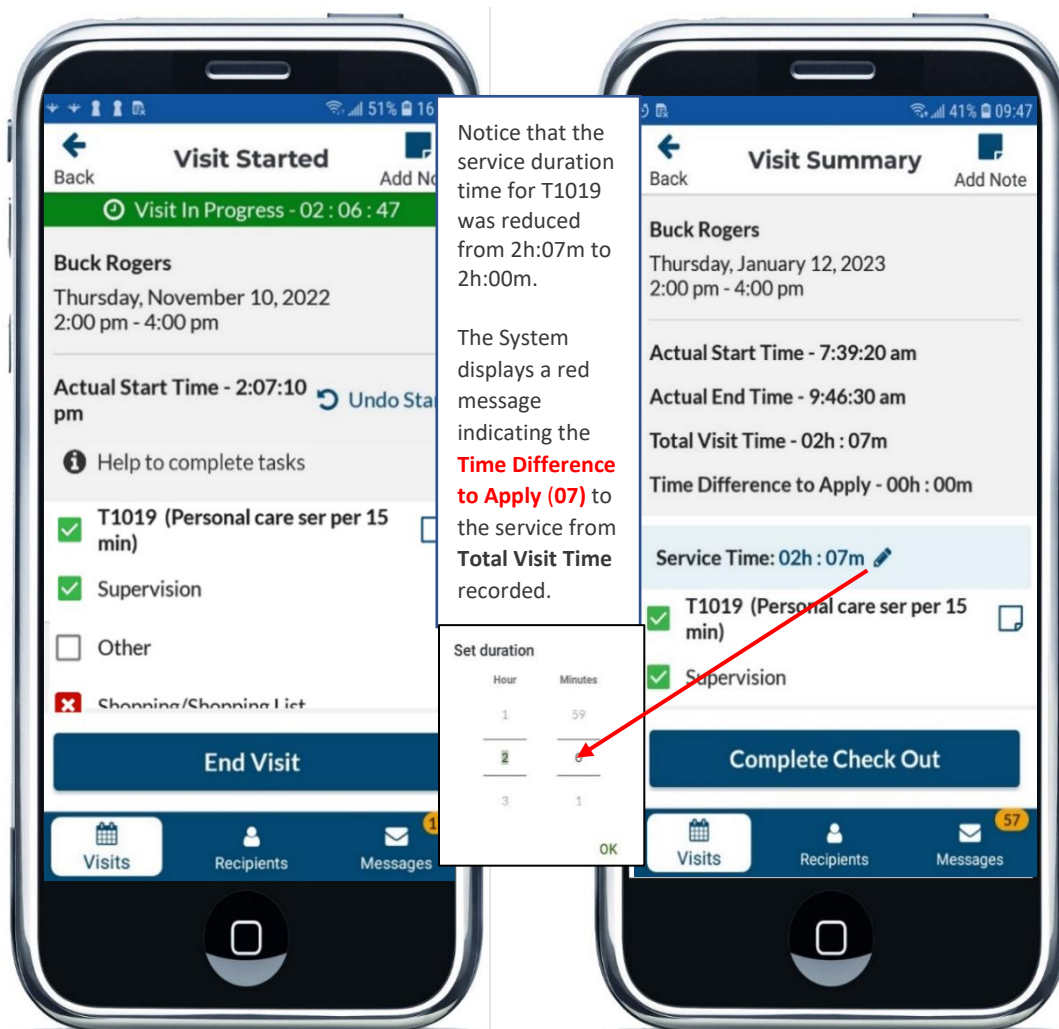 51% 16
Back
Visit Started
Add No
Visit In Progress - 02 : 06 : 47
Buck Rogers
Thursday, November 10, 2022
2:00 pm - 4:00 pm
Actual Start Time - 2:07:10
pm
Undo Star
Help to complete tasks
T1019 (Personal care ser per 15
min)
Supervision
Other
Shopping/Shopping List
End Visit
1
Visits
Recipients
Messages
Notice that the
service duration
time for T1019
was reduced
from 2h:07m to
2h:00m.
The System
displays a red
message
indicating the
Time Difference
to Apply (07) to
the service from
Total Visit Time
recorded.
Set duration
Hour Minutes
1 59
2 0
3 1
OK
41% 09:47
Back
Visit Summary
Add Note
Buck Rogers
Thursday, January 12, 2023
2:00 pm - 4:00 pm
Actual Start Time - 7:39:20 am
Actual End Time - 9:46:30 am
Total Visit Time - 02h : 07m
Time Difference to Apply - 00h : 00m
Service Time: 02h : 07m
T1019 (Personal care ser per 15
min)
Supervision
Complete Check Out
57
Visits
Recipients
Messages